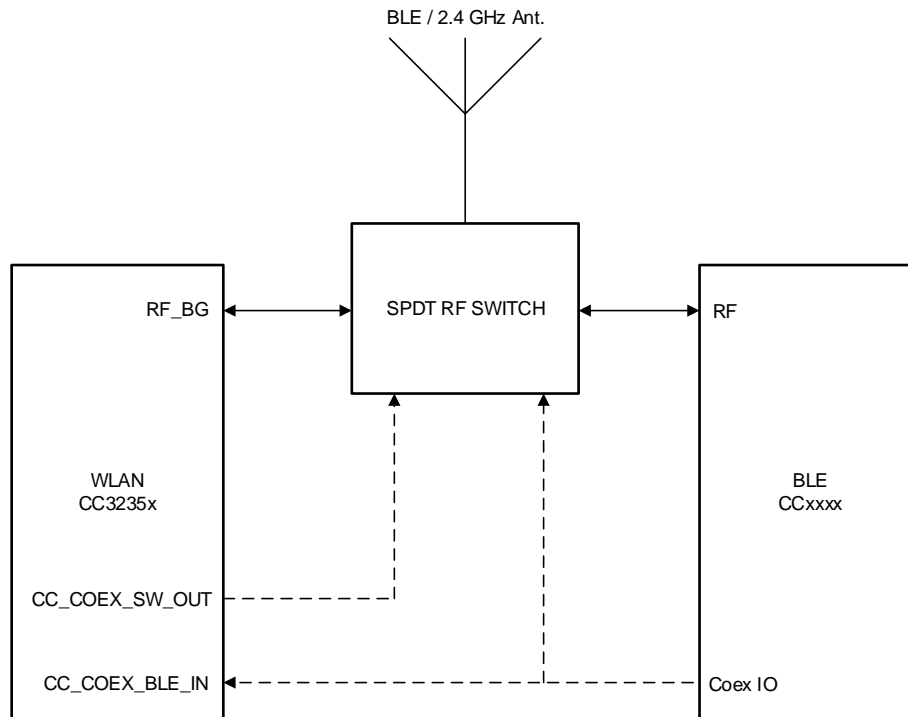 BLE / 2.4 GHz Ant.
SPDT RF SWITCH
RF_BG
RF
WLAN
CC3235x
BLE
CCxxxx
CC_COEX_SW_OUT
CC_COEX_BLE_IN
Coex IO